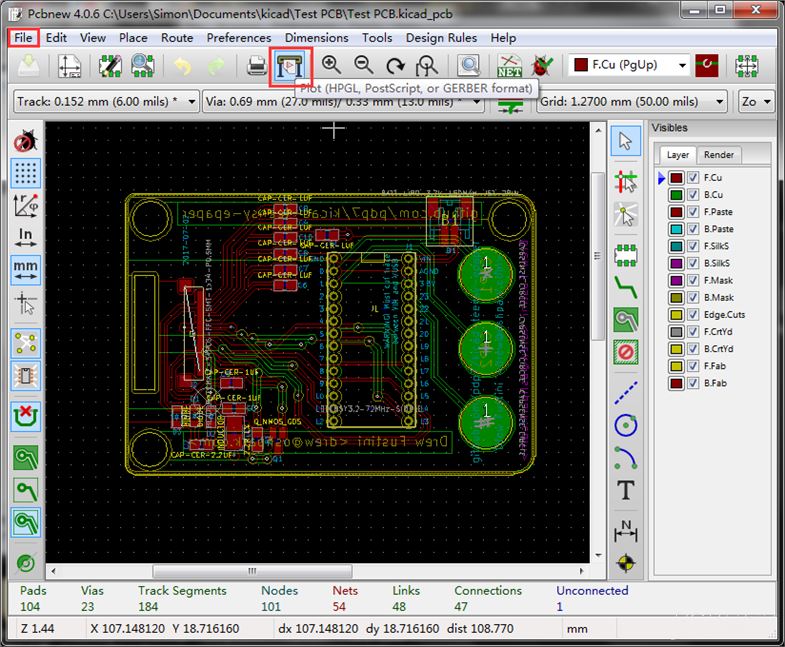 Pcbnew 4.0.6 C:\Users\Simon\Documents\kicad\Test PCB\Test PCB.kicad_pcb
File Edit View Place Route Preferences Dimensions Tools Design Rules Help
NET F.Cu (PgUp)
Plot (HPGL, PostScript, or GERBER format)
Track: 0.152 mm (6.00 mils) * Via: 0.69 mm (27.0 mils)/ 0.33 mm (13.0 mils) * Grid: 1.2700 mm (50.00 mils) Zo
Visibles
Layer Render
F.Cu
B.Cu
F.Paste
B.Paste
F.SilkS
B.SilkS
F.Mask
B.Mask
Edge.Cuts
F.CrtYd
B.CrtYd
F.Fab
B.Fab
In
mm
T
N
CAP-CER-1UF
CAP-CER-1UF
CAP-CER-1UF
CAP-CER-1UF
CAP-CER-1UF
CAP-CER-1UF
CAP-CER-1UF
CAP-CER-2.2UF
Q_NMOS_GDS
Q1
1
1
1
Drew Fustini
Pads Vias Track Segments Nodes Nets Links Connections Unconnected
104 23 184 101 54 48 47 1
Z 1.44 X 107.148120 Y 18.716160 dx 107.148120 dy 18.716160 dist 108.770 mm